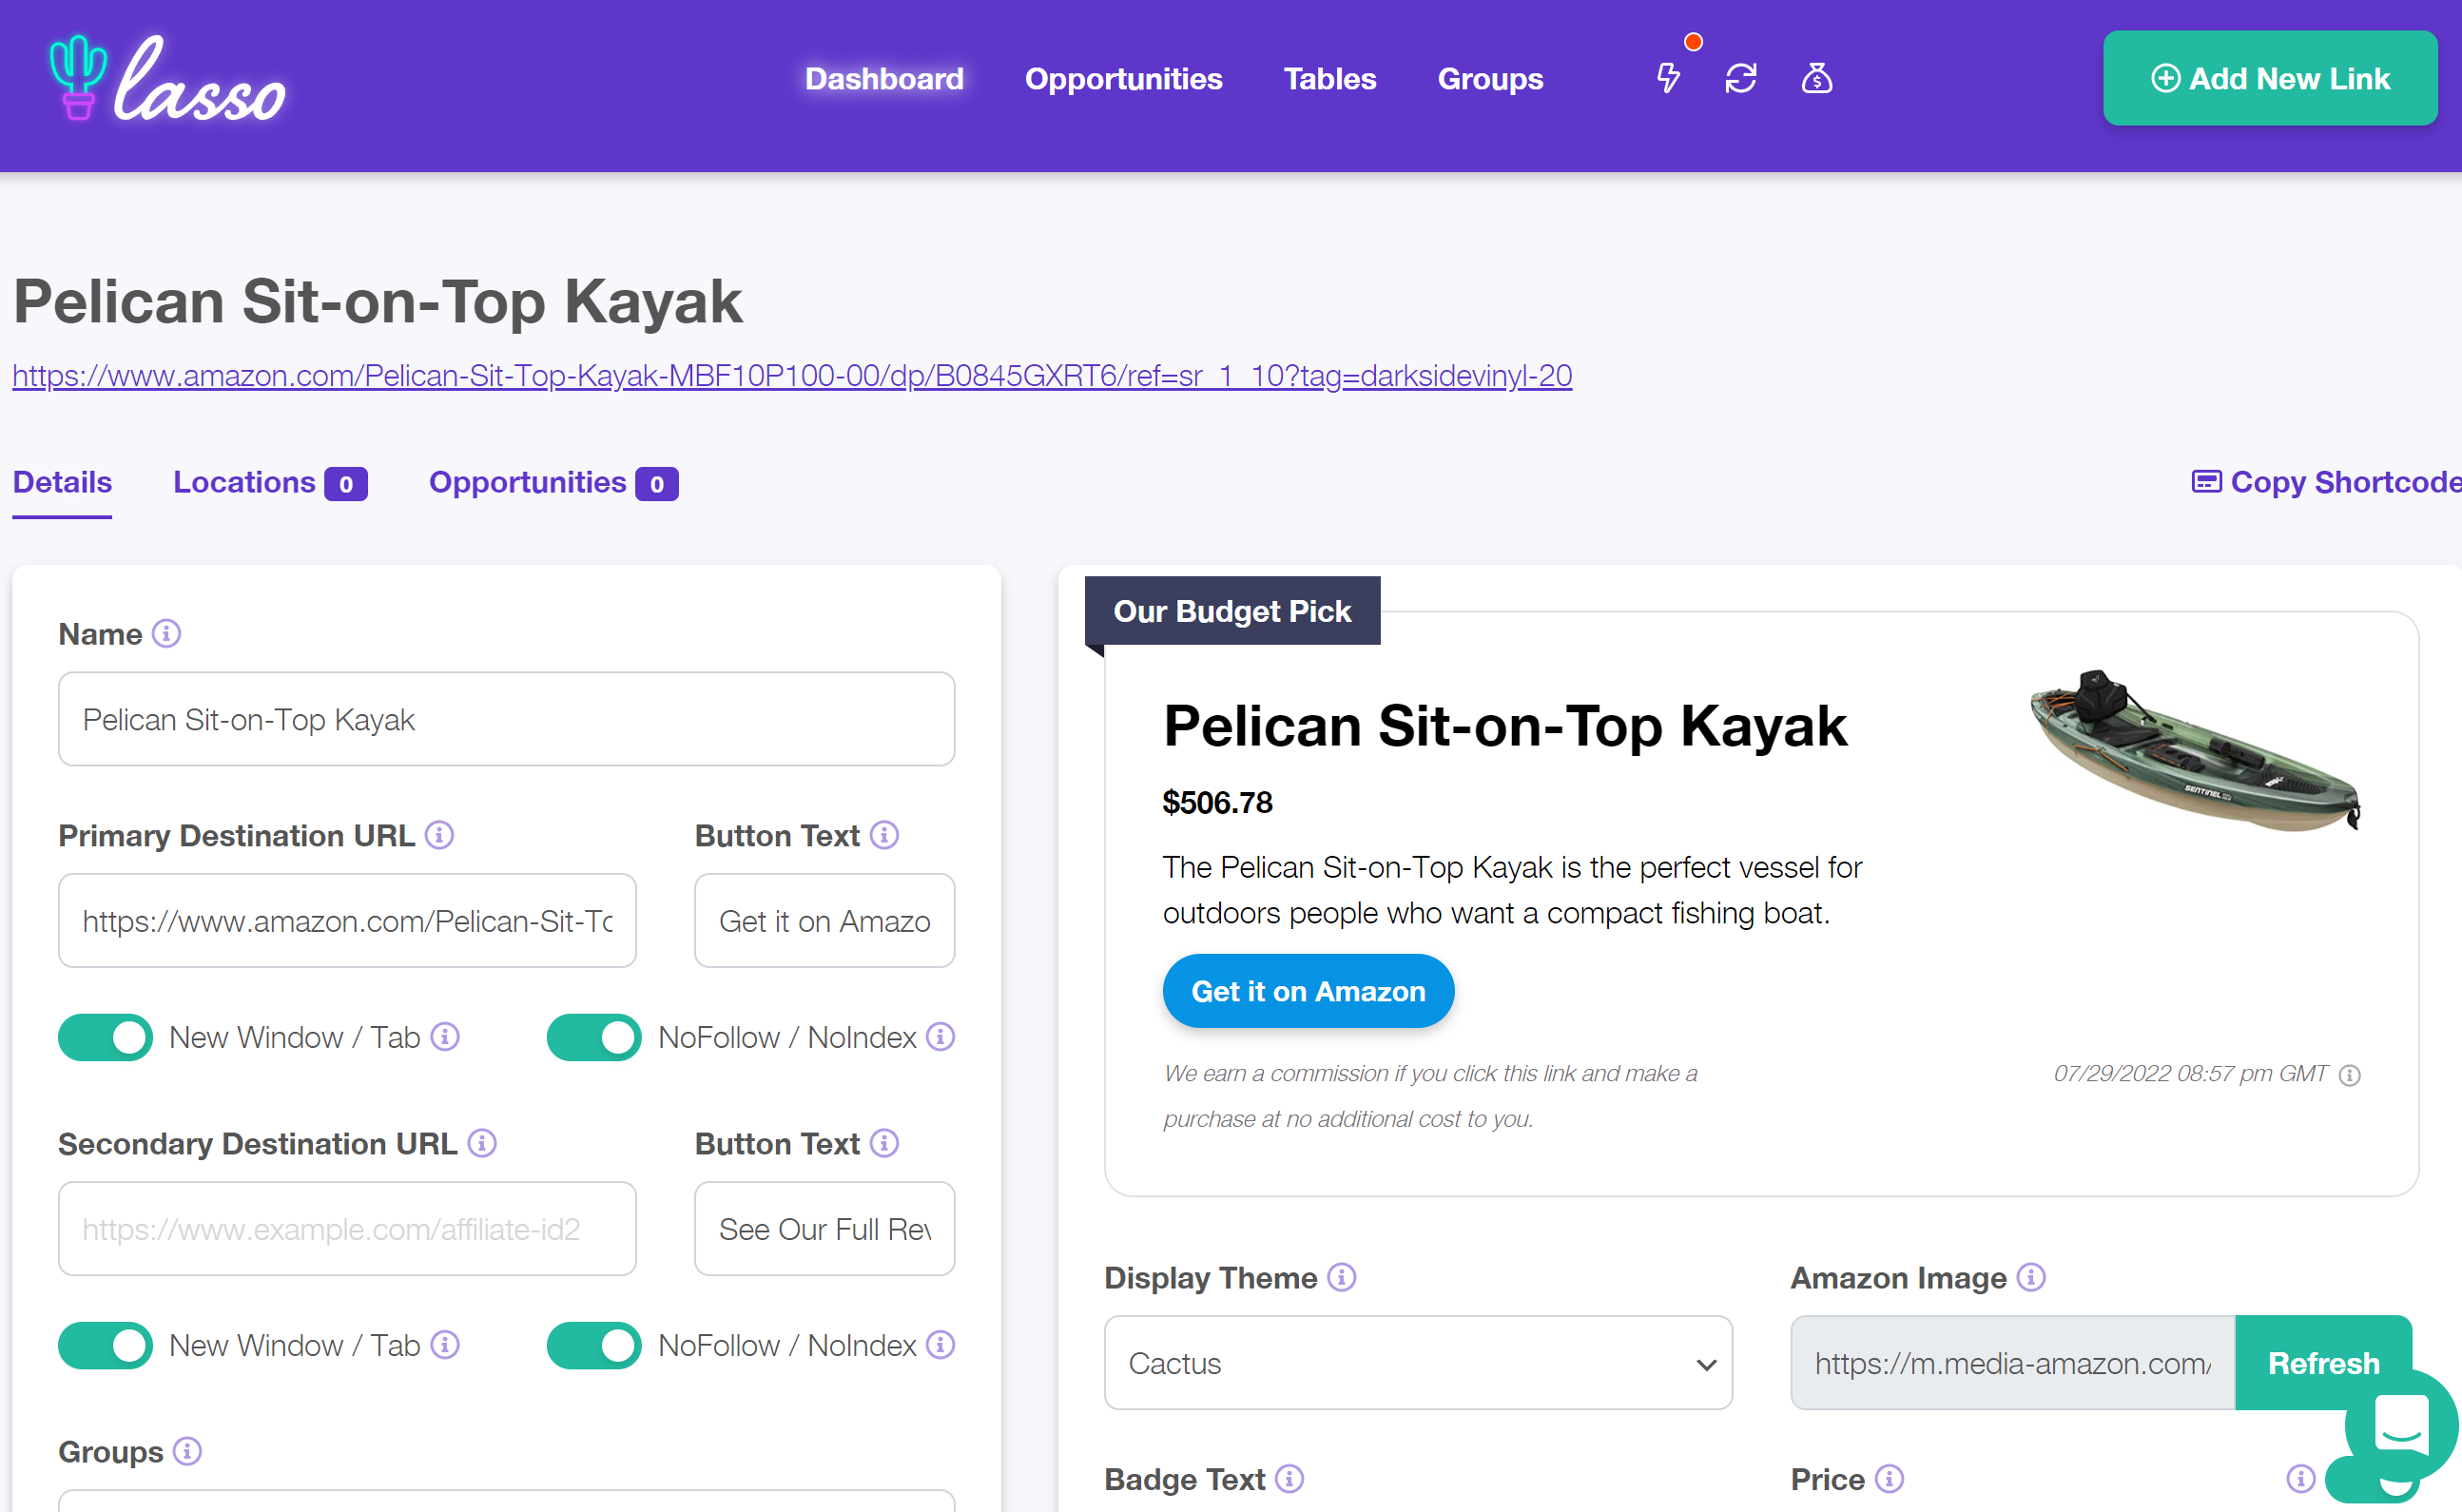 lasso
Dashboard
Opportunities
Tables
Groups
Add New Link
Pelican Sit-on-Top Kayak
https://www.amazon.com/Pelican-Sit-Top-Kayak-MBF10P100-00/dp/B0845GXRT6/ref=sr_1_10?tag=darksidevinyl-20
Details
Locations 0
Opportunities 0
Copy Shortcode
Name
Pelican Sit-on-Top Kayak
Primary Destination URL
Button Text
https://www.amazon.com/Pelican-Sit-To
Get it on Amazo
New Window / Tab
NoFollow / NoIndex
Secondary Destination URL
Button Text
https://www.example.com/affiliate-id2
See Our Full Rev
New Window / Tab
NoFollow / NoIndex
Groups
Our Budget Pick
Pelican Sit-on-Top Kayak
$506.78
The Pelican Sit-on-Top Kayak is the perfect vessel for
outdoors people who want a compact fishing boat.
SENTINEL
Get it on Amazon
We earn a commission if you click this link and make a
purchase at no additional cost to you.
07/29/2022 08:57 pm GMT
Display Theme
Amazon Image
Cactus
https://m.media-amazon.com/
Refresh
Badge Text
Price